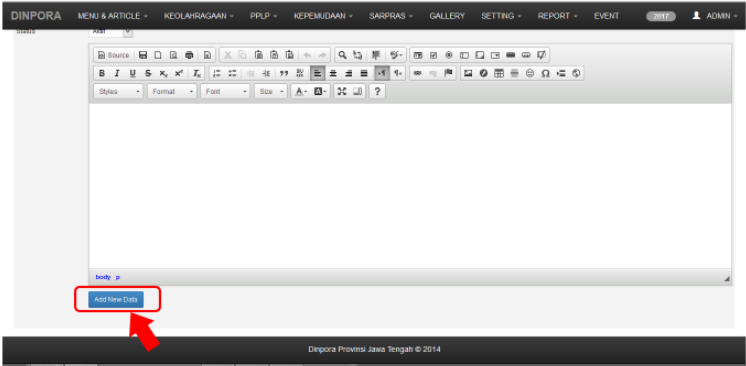 DINPORA MENU & ARTICLE KEOLAHRAGAAN PPLP KEPEMUDAAN SARPRAS GALLERY SETTING REPORT EVENT 2017 ADMIN
Status Aktif
Source
B I U S x₂ x² Iₓ
Styles Format Font Size A A ?
body p
Add New Data
Dinpora Provinsi Jawa Tengah © 2014